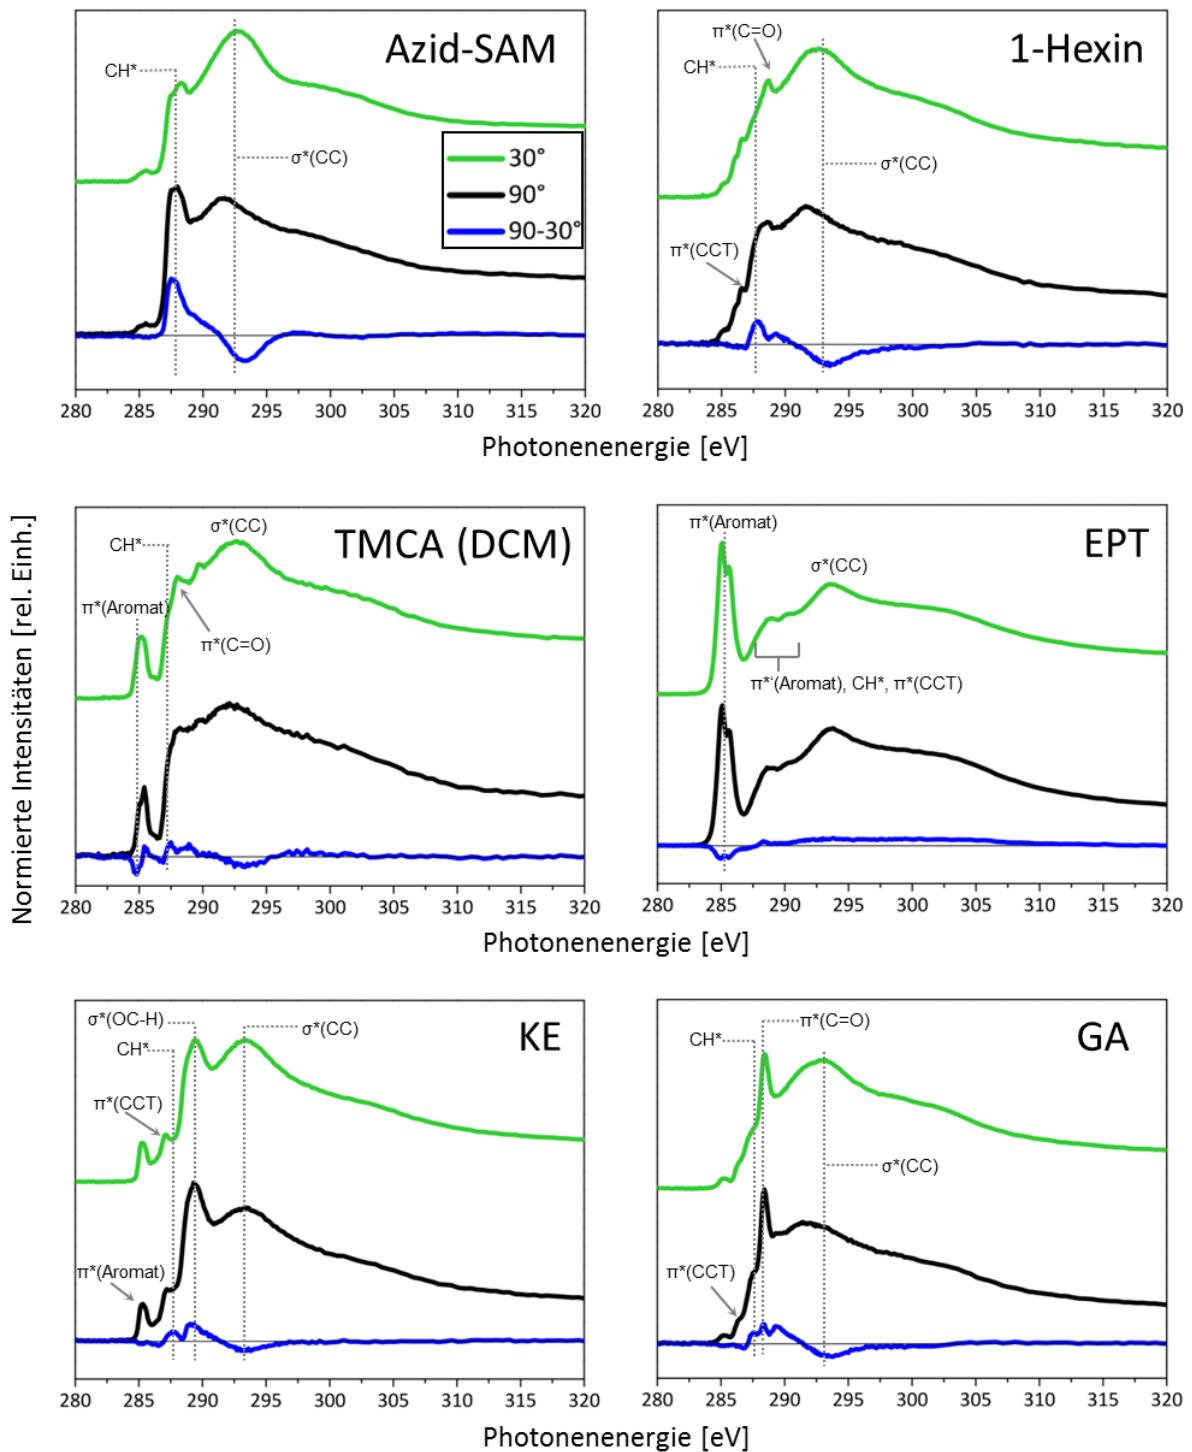 Azid-SAM
CH*
σ*(CC)
30°
90°
90-30°
280 285 290 295 300 305 310 315 320
1-Hexin
π*(C=O)
CH*
σ*(CC)
π*(CCT)
280 285 290 295 300 305 310 315 320
Photonenenergie [eV]
Normierte Intensitäten [rel. Einh.]
TMCA (DCM)
σ*(CC)
CH*
π*(Aromat)
π*(C=O)
280 285 290 295 300 305 310 315 320
EPT
π*(Aromat)
σ*(CC)
π*'(Aromat), CH*, π*(CCT)
280 285 290 295 300 305 310 315 320
Photonenenergie [eV]
KE
σ*(OC-H)
σ*(CC)
CH*
π*(CCT)
π*(Aromat)
280 285 290 295 300 305 310 315 320
GA
π*(C=O)
CH*
σ*(CC)
π*(CCT)
280 285 290 295 300 305 310 315 320
Photonenenergie [eV]